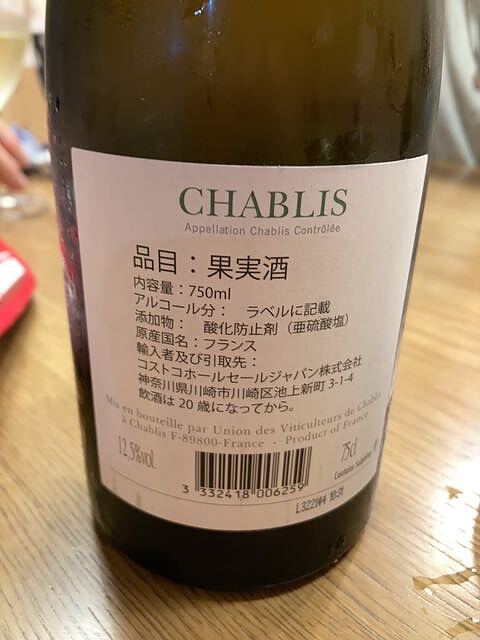 CHABLIS
Appellation Chablis Contrôlée
品目：果実酒
内容量：750ml
アルコール分： ラベルに記載
添加物： 酸化防止剤（亜硫酸塩）
原産国名：フランス
輸入者及び引取先：
コストコホールセールジャパン株式会社
神奈川県川崎市川崎区池上新町 3-1-4
飲酒は 20 歳になってから。
Mis en bouteille par Union des Viticulteurs de Chablis
à Chablis F-89800-France - Product of France
12,5%vol. 75cl
Contains
3 332418 006259